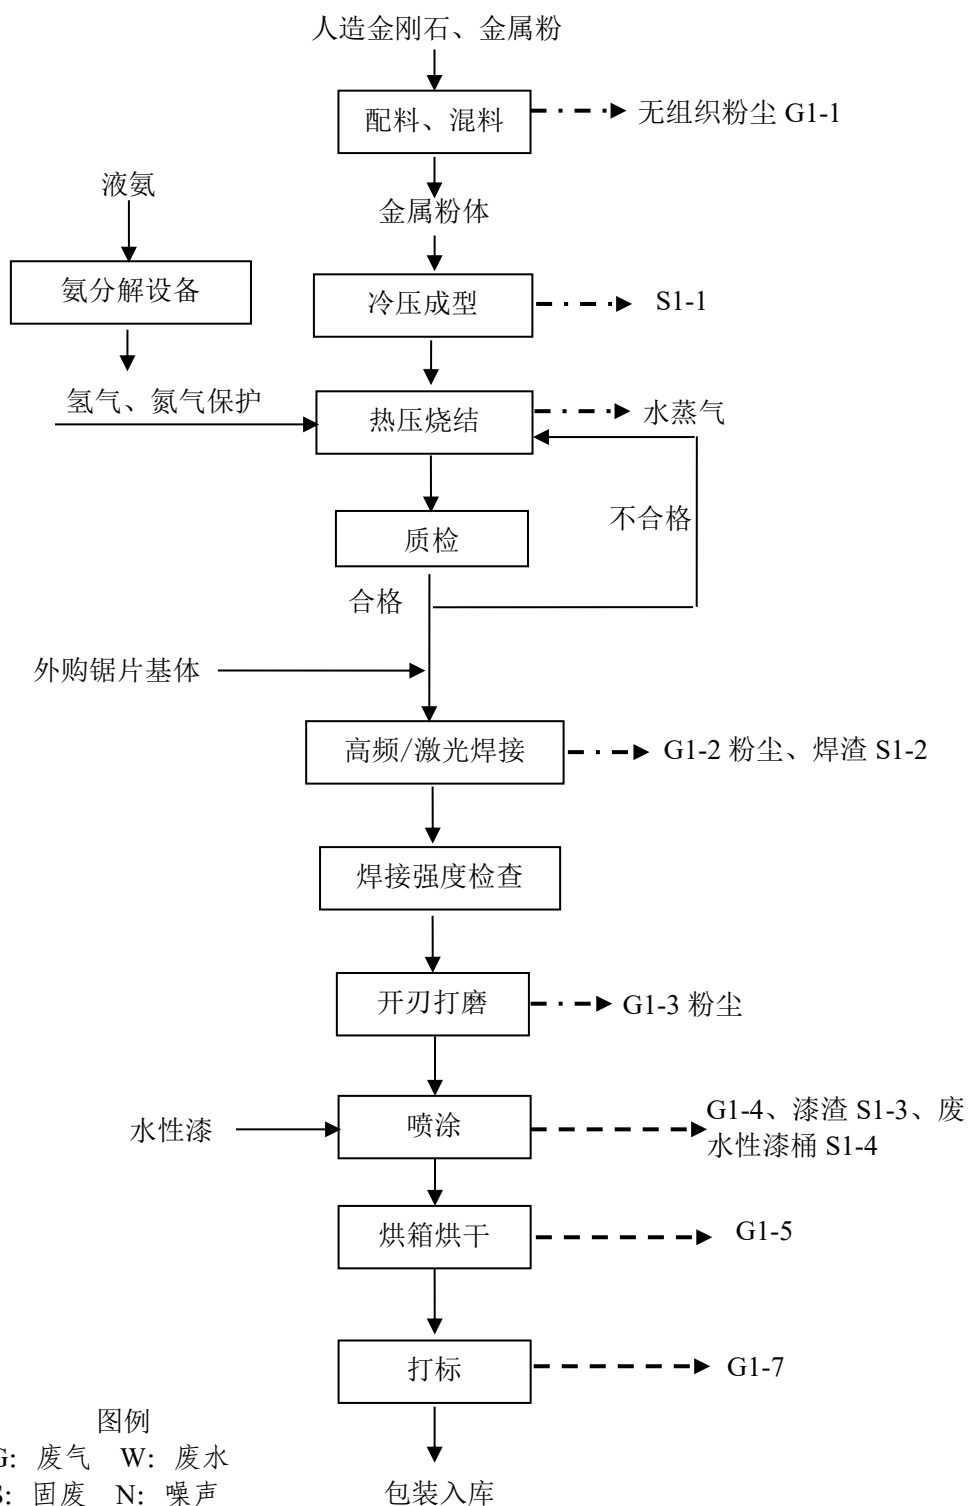 人造金刚石、金属粉
配料、混料
无组织粉尘 G1-1
液氨
金属粉体
氨分解设备
冷压成型
S1-1
氢气、氮气保护
热压烧结
水蒸气
不合格
质检
合格
外购锯片基体
高频/激光焊接
G1-2 粉尘、焊渣 S1-2
焊接强度检查
开刃打磨
G1-3 粉尘
水性漆
喷涂
G1-4、漆渣 S1-3、废
水性漆桶 S1-4
烘箱烘干
G1-5
打标
G1-7
图例
G: 废气 W: 废水
S: 固废 N: 噪声
包装入库